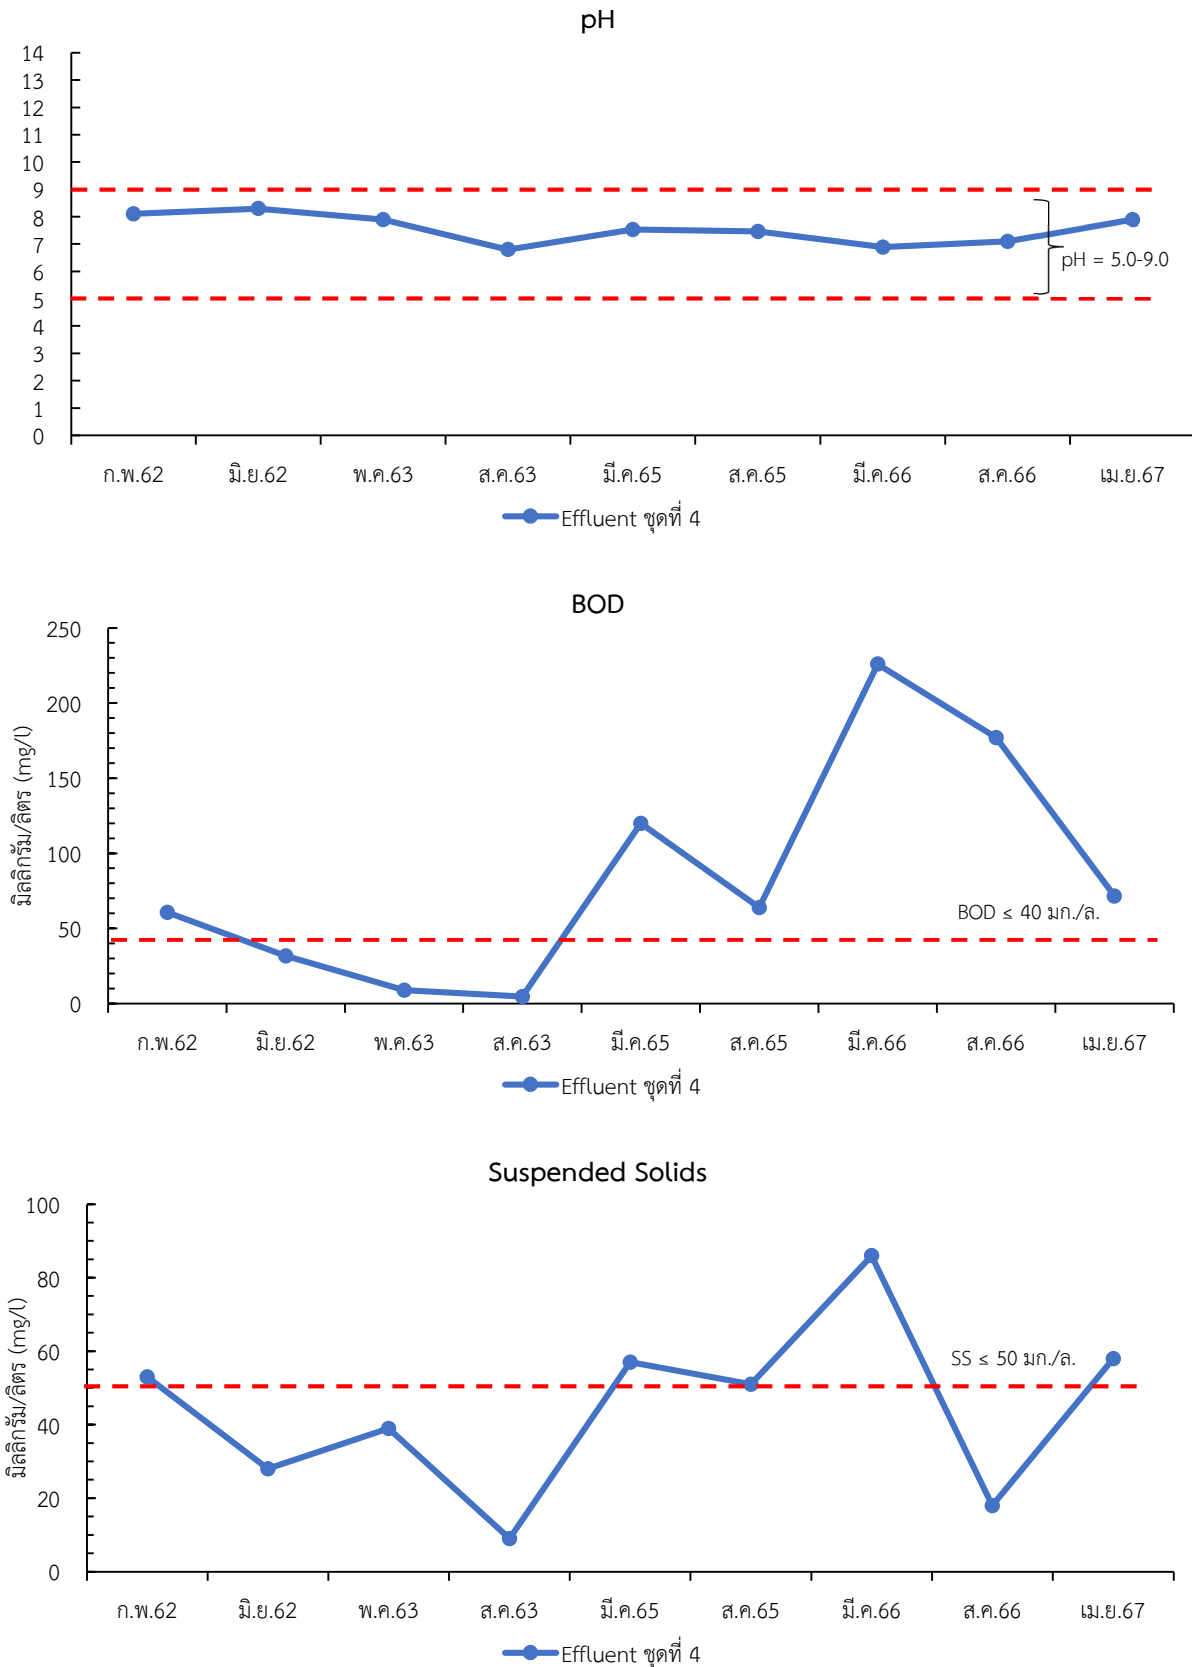 pH
14
13
12
11
10
9
8
7
6
5
4
3
2
1
0
pH = 5.0-9.0
ก.พ.62 มิ.ย.62 พ.ค.63 ส.ค.63 มี.ค.65 ส.ค.65 มี.ค.66 ส.ค.66 เม.ย.67
Effluent ชุดที่ 4
BOD
มิลลิกรัม/ลิตร (mg/l)
250
200
150
100
50
0
BOD ≤ 40 มก./ล.
ก.พ.62 มิ.ย.62 พ.ค.63 ส.ค.63 มี.ค.65 ส.ค.65 มี.ค.66 ส.ค.66 เม.ย.67
Effluent ชุดที่ 4
Suspended Solids
มิลลิกรัม/ลิตร (mg/l)
100
80
60
40
20
0
SS ≤ 50 มก./ล.
ก.พ.62 มิ.ย.62 พ.ค.63 ส.ค.63 มี.ค.65 ส.ค.65 มี.ค.66 ส.ค.66 เม.ย.67
Effluent ชุดที่ 4